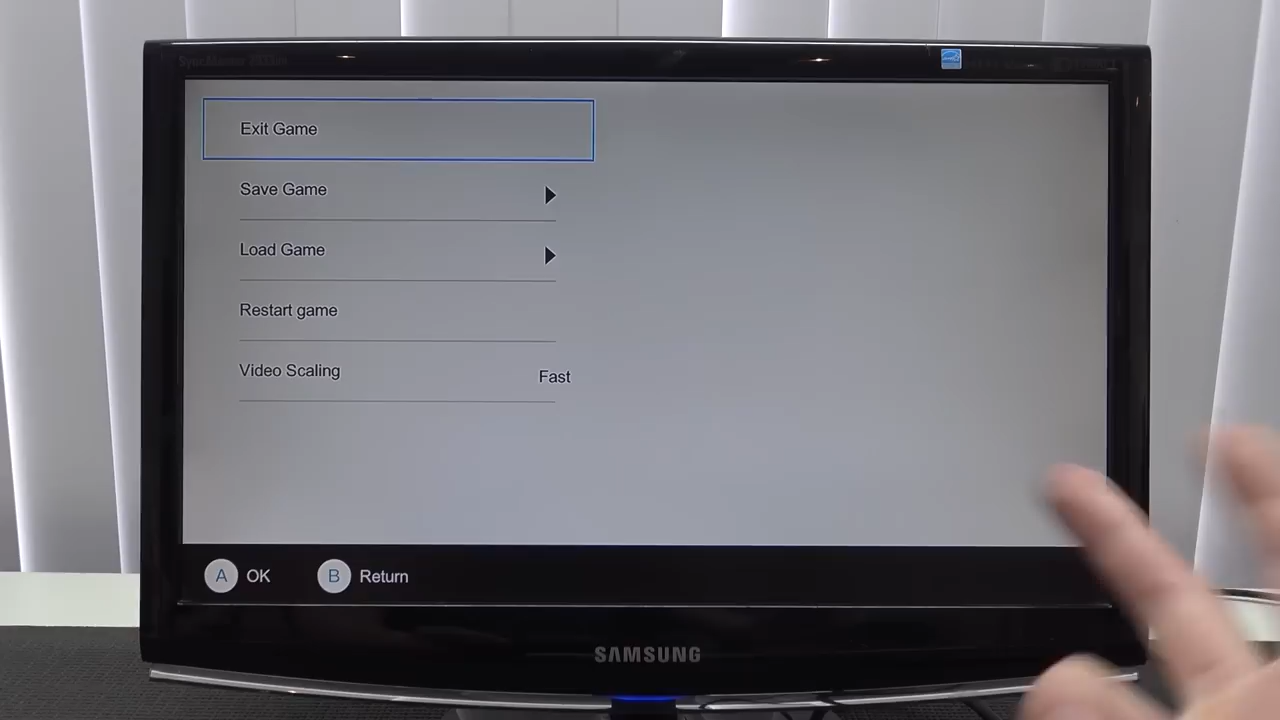 Exit Game
Save Game
Load Game
Restart game
Video Scaling Fast
A OK B Return
SAMSUNG